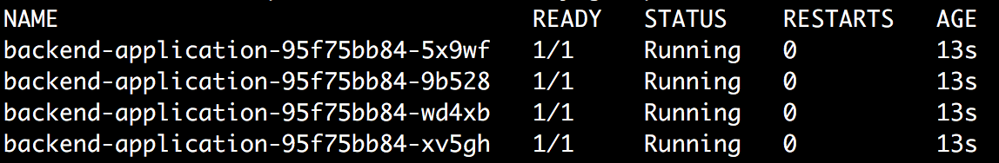 NAME READY STATUS RESTARTS AGE
backend-application-95f75bb84-5x9wf 1/1 Running 0 13s
backend-application-95f75bb84-9b528 1/1 Running 0 13s
backend-application-95f75bb84-wd4xb 1/1 Running 0 13s
backend-application-95f75bb84-xv5gh 1/1 Running 0 13s